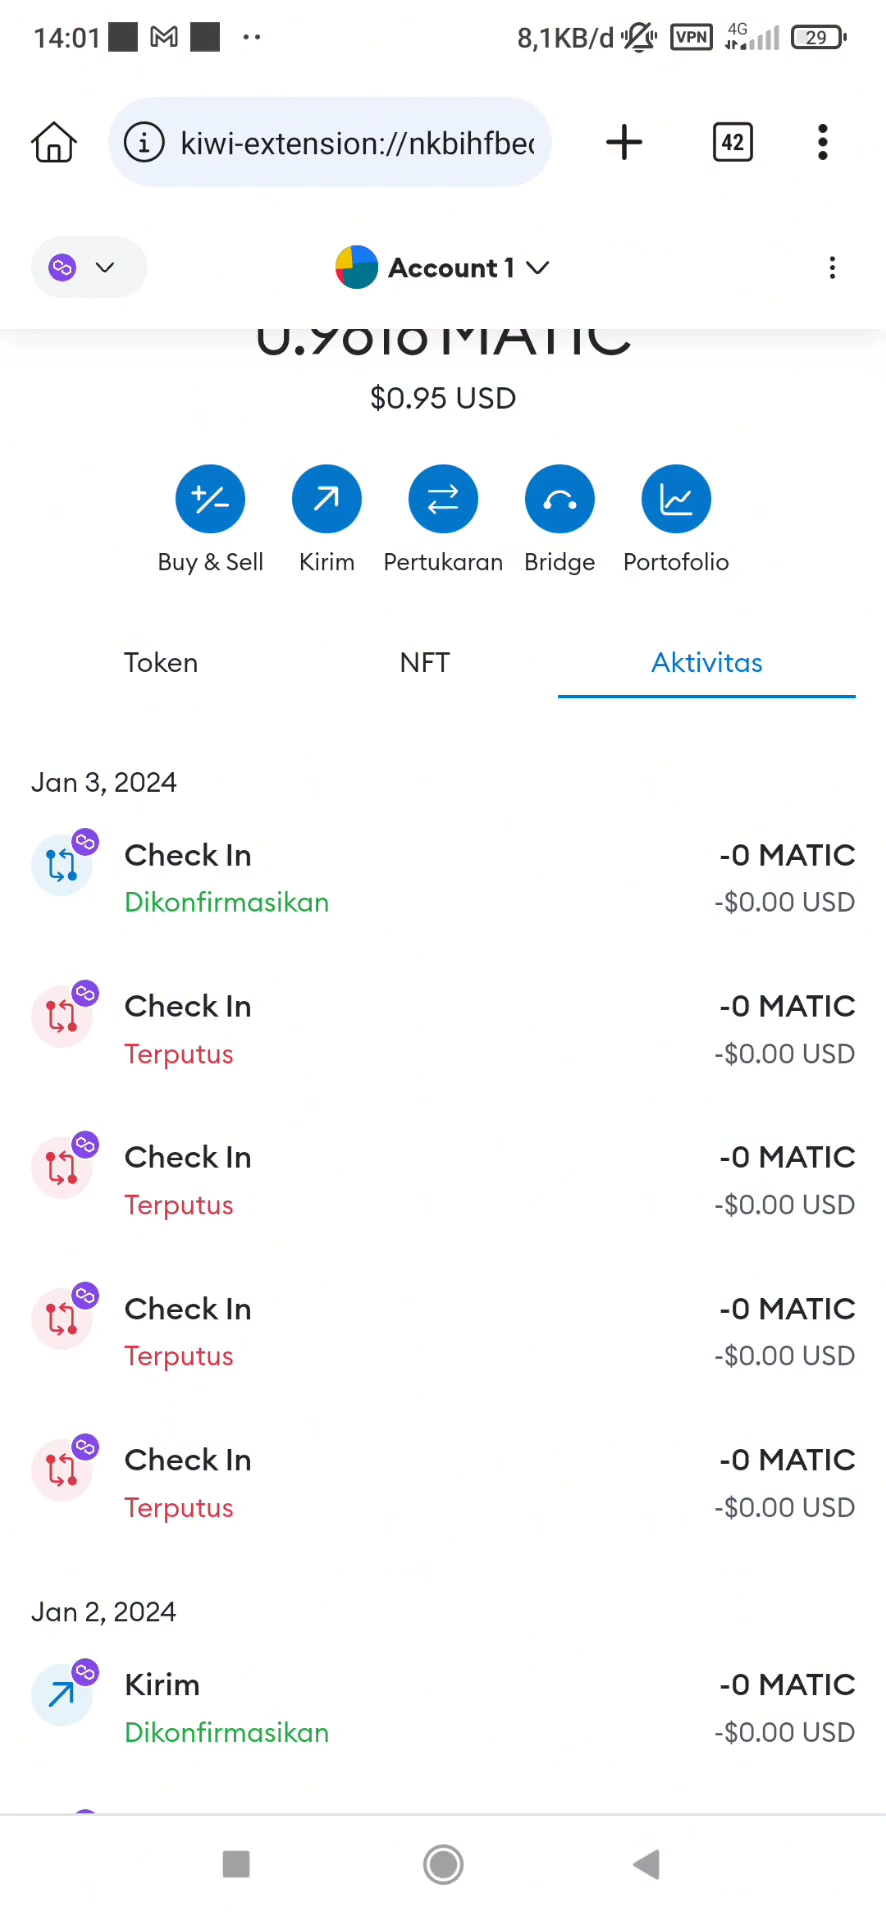 14:01
8,1KB/d
VPN
4G
29
kiwi-extension://nkbihfbe
42
Account 1
0.9618 MATIC
$0.95 USD
Buy & Sell
Kirim
Pertukaran
Bridge
Portofolio
Token
NFT
Aktivitas
Jan 3, 2024
Check In
-0 MATIC
Dikonfirmasikan
-$0.00 USD
Check In
-0 MATIC
Terputus
-$0.00 USD
Check In
-0 MATIC
Terputus
-$0.00 USD
Check In
-0 MATIC
Terputus
-$0.00 USD
Check In
-0 MATIC
Terputus
-$0.00 USD
Jan 2, 2024
Kirim
-0 MATIC
Dikonfirmasikan
-$0.00 USD